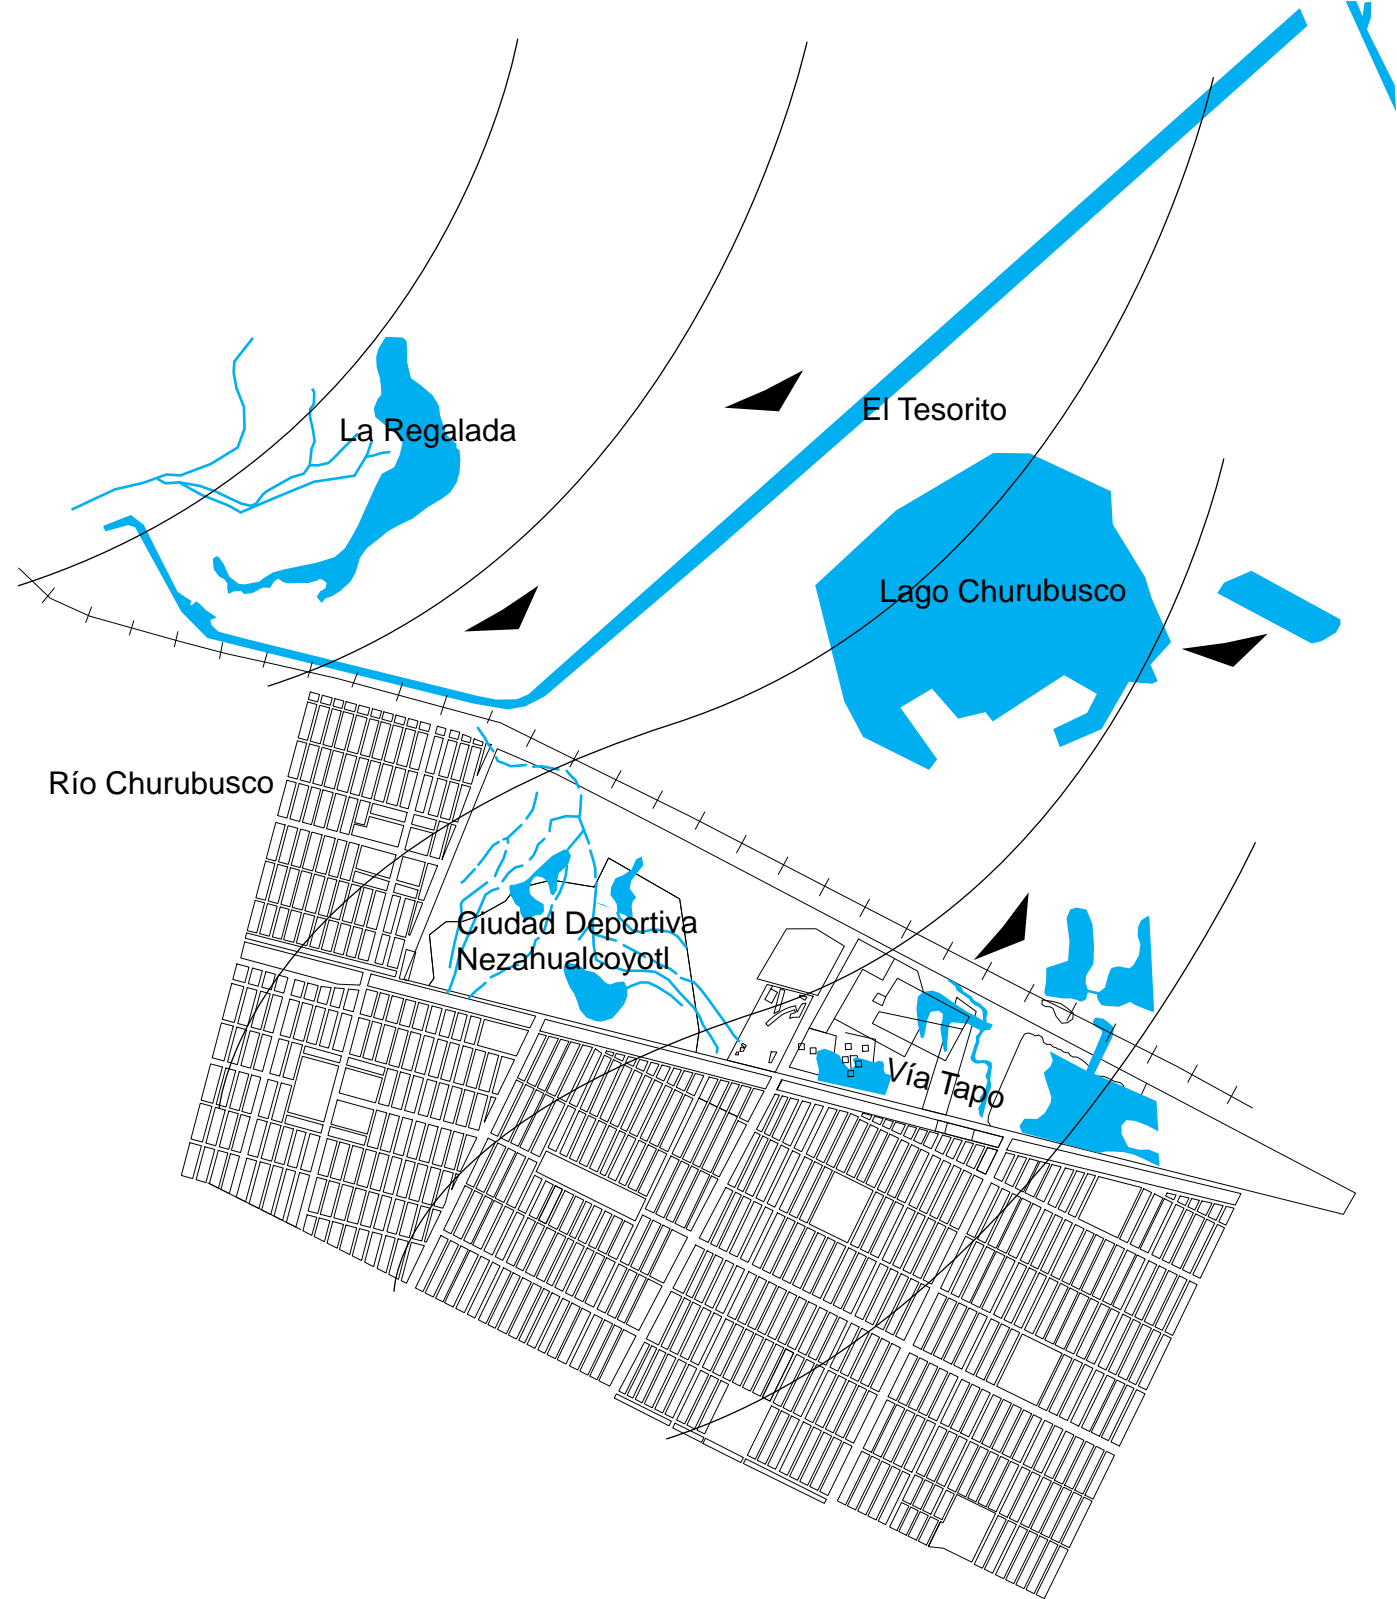 El Tesorito
La Regalada
Lago Churubusco
Río Churubusco
Ciudad Deportiva
Nezahualcoyotl
Vía Tapo